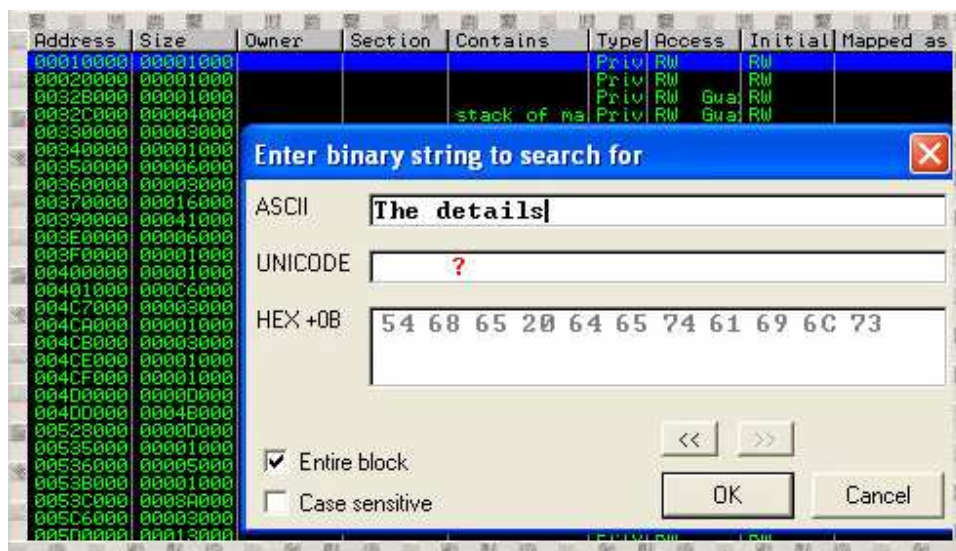 Address Size Owner Section Contains Type Access Initial Mapped as
00010000 00001000 Priv RW RW
00020000 00001000 Priv RW RW
0032B000 00001000 Priv RW Gua RW
0032C000 00004000 stack of ma Priv RW Gua RW
00330000 00003000
00340000 00001000
00350000 00006000
00360000 00003000
00370000 00016000
00390000 00041000
003E0000 00006000
003F0000 00001000
00400000 00001000
00401000 000C6000
004C7000 00003000
004CA000 00001000
004CB000 00003000
004CE000 00001000
004CF000 00001000
004D0000 0000D000
004DD000 0004B000
00528000 0000D000
00535000 00001000
00536000 00005000
0053B000 00001000
0053C000 0008A000
005C6000 00003000
005D0000 00013000
Enter binary string to search for
ASCII The details
UNICODE ?
HEX +0B 54 68 65 20 64 65 74 61 69 6C 73
<< >>
Entire block
Case sensitive
OK Cancel